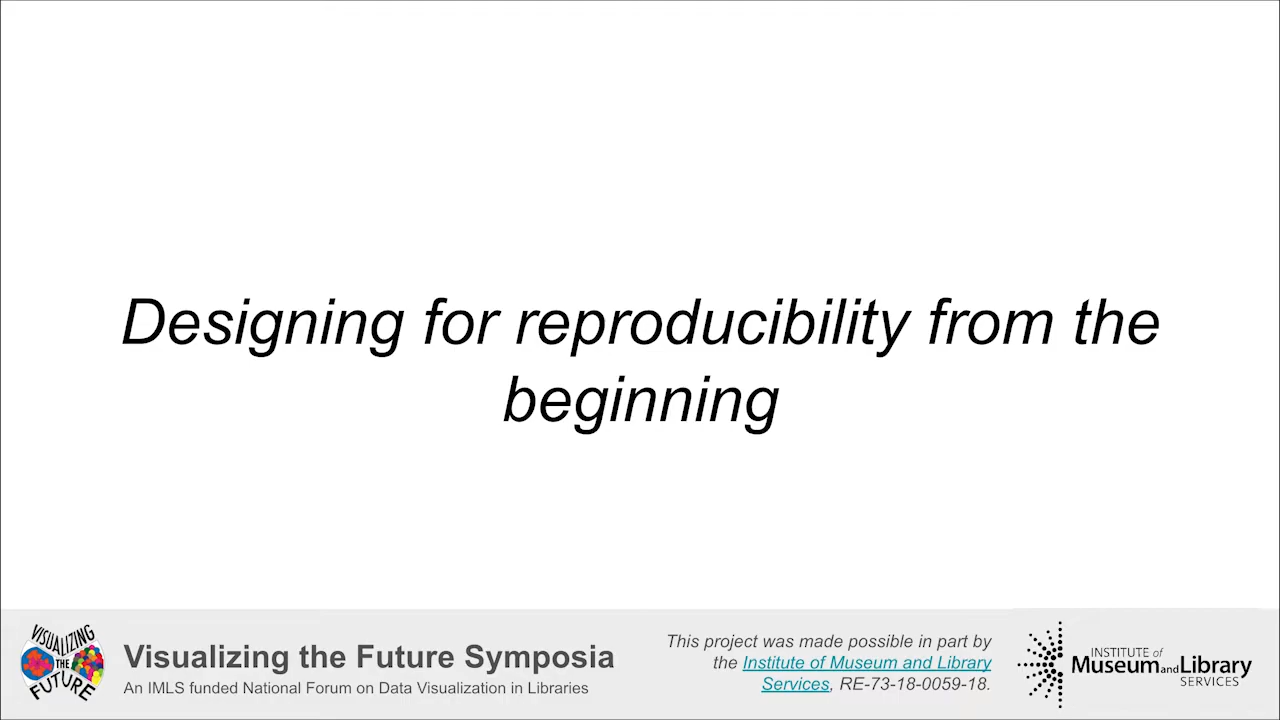 Designing for reproducibility from the
beginning
VISUALIZING
THE
FUTURE
Visualizing the Future Symposia
An IMLS funded National Forum on Data Visualization in Libraries
This project was made possible in part by
the Institute of Museum and Library
Services, RE-73-18-0059-18.
INSTITUTE of
Museum and Library
SERVICES